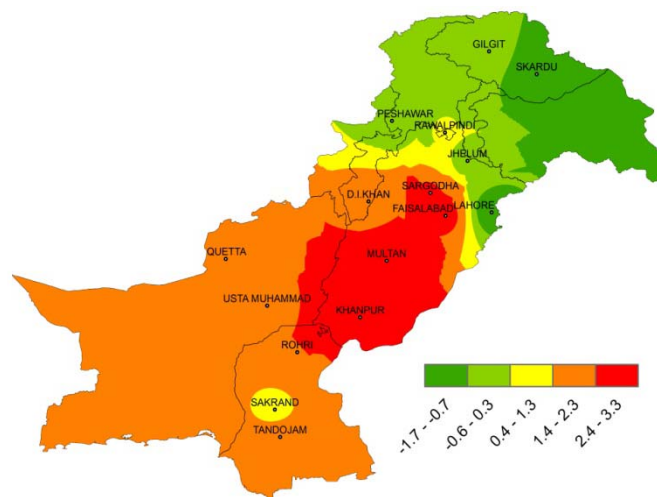 GILGIT
SKARDU
PESHAWAR
RAWALPINDI
JHELUM
SARGODHA
D.I.KHAN
FAISALABAD
LAHORE
QUETTA
MULTAN
USTA MUHAMMAD
KHANPUR
ROHRI
SAKRAND
TANDOJAM
-1.7 - -0.7
-0.6 - 0.3
0.4 - 1.3
1.4 - 2.3
2.4 - 3.3